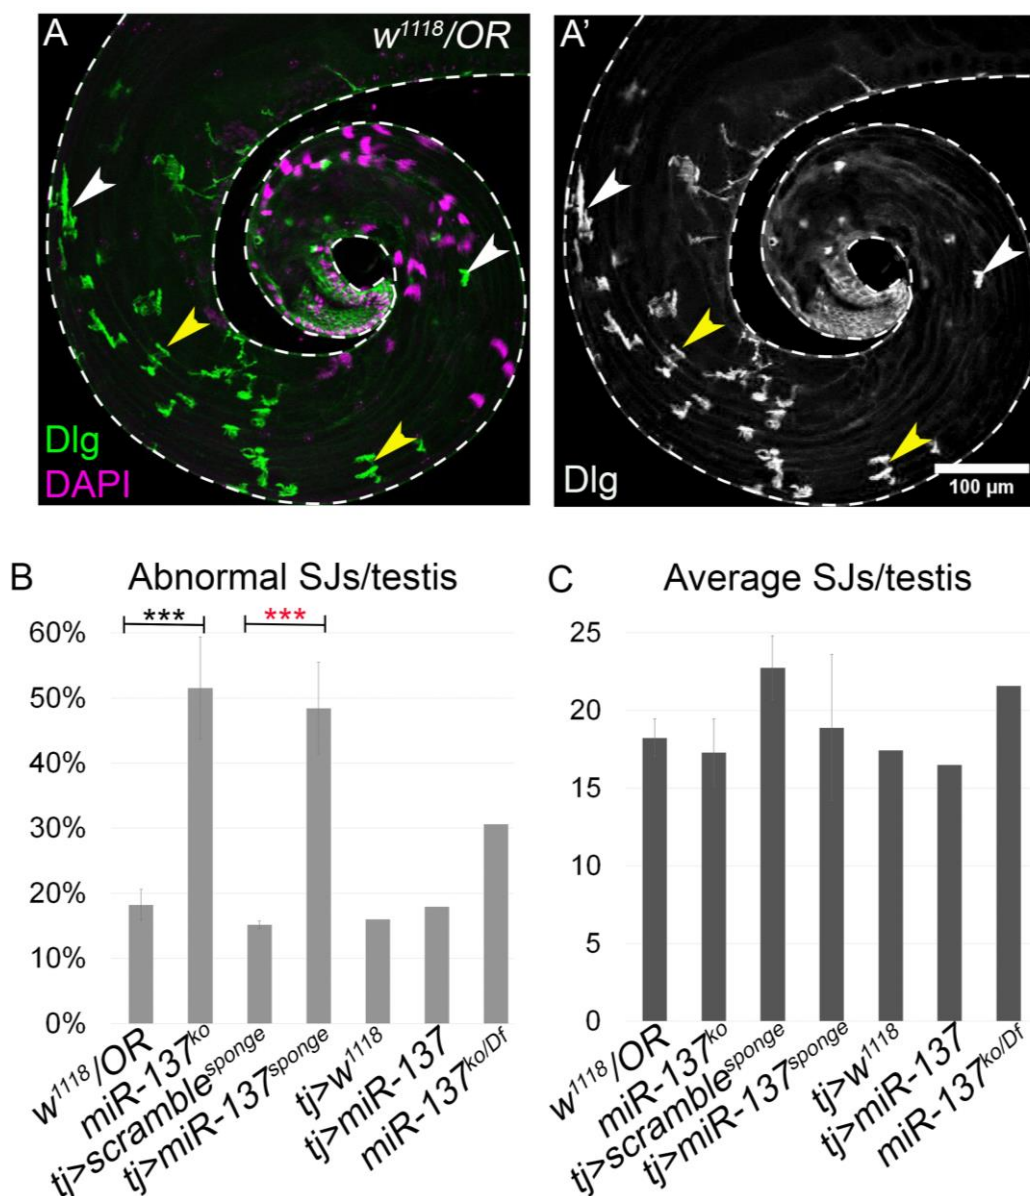 A
w1118/OR
A'
Dlg
DAPI
Dlg
100 μm
B Abnormal SJs/testis
*** ***
60%
50%
40%
30%
20%
10%
0%
w1118/OR
miR-137ko
tj>scramblesponge
tj>miR-137sponge
tj>w1118
tj>miR-137
miR-137ko/Df
C Average SJs/testis
25
20
15
10
5
0
w1118/OR
miR-137ko
tj>scramblesponge
tj>miR-137sponge
tj>w1118
tj>miR-137
miR-137ko/Df